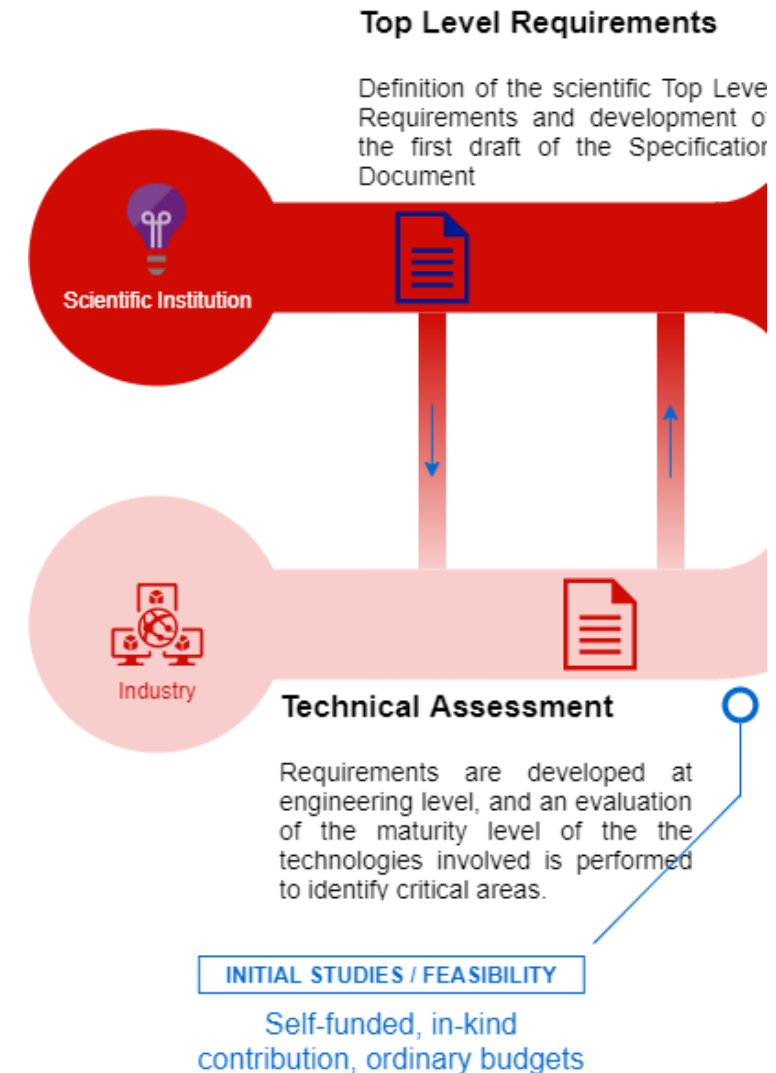 Top Level Requirements
Definition of the scientific Top Leve
Requirements and development of
the first draft of the Specification
Document
Scientific Institution
Industry
Technical Assessment
Requirements are developed at
engineering level, and an evaluation
of the maturity level of the the
technologies involved is performed
to identify critical areas.
INITIAL STUDIES / FEASIBILITY
Self-funded, in-kind
contribution, ordinary budgets